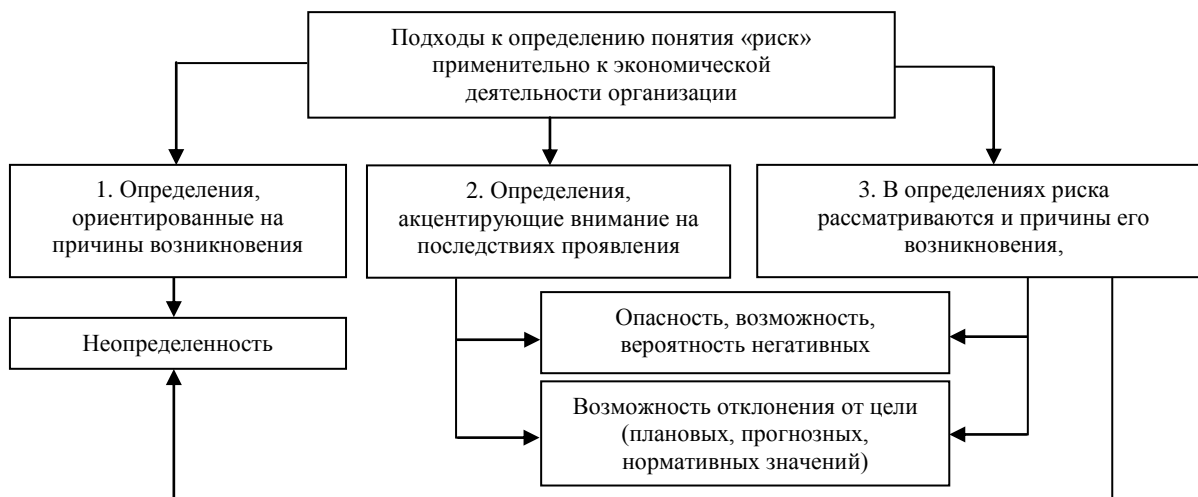 Подходы к определению понятия «риск»
применительно к экономической
деятельности организации
1. Определения,
ориентированные на
причины возникновения
2. Определения,
акцентирующие внимание на
последствиях проявления
3. В определениях риска
рассматриваются и причины его
возникновения,
Неопределенность
Опасность, возможность,
вероятность негативных
Возможность отклонения от цели
(плановых, прогнозных,
нормативных значений)